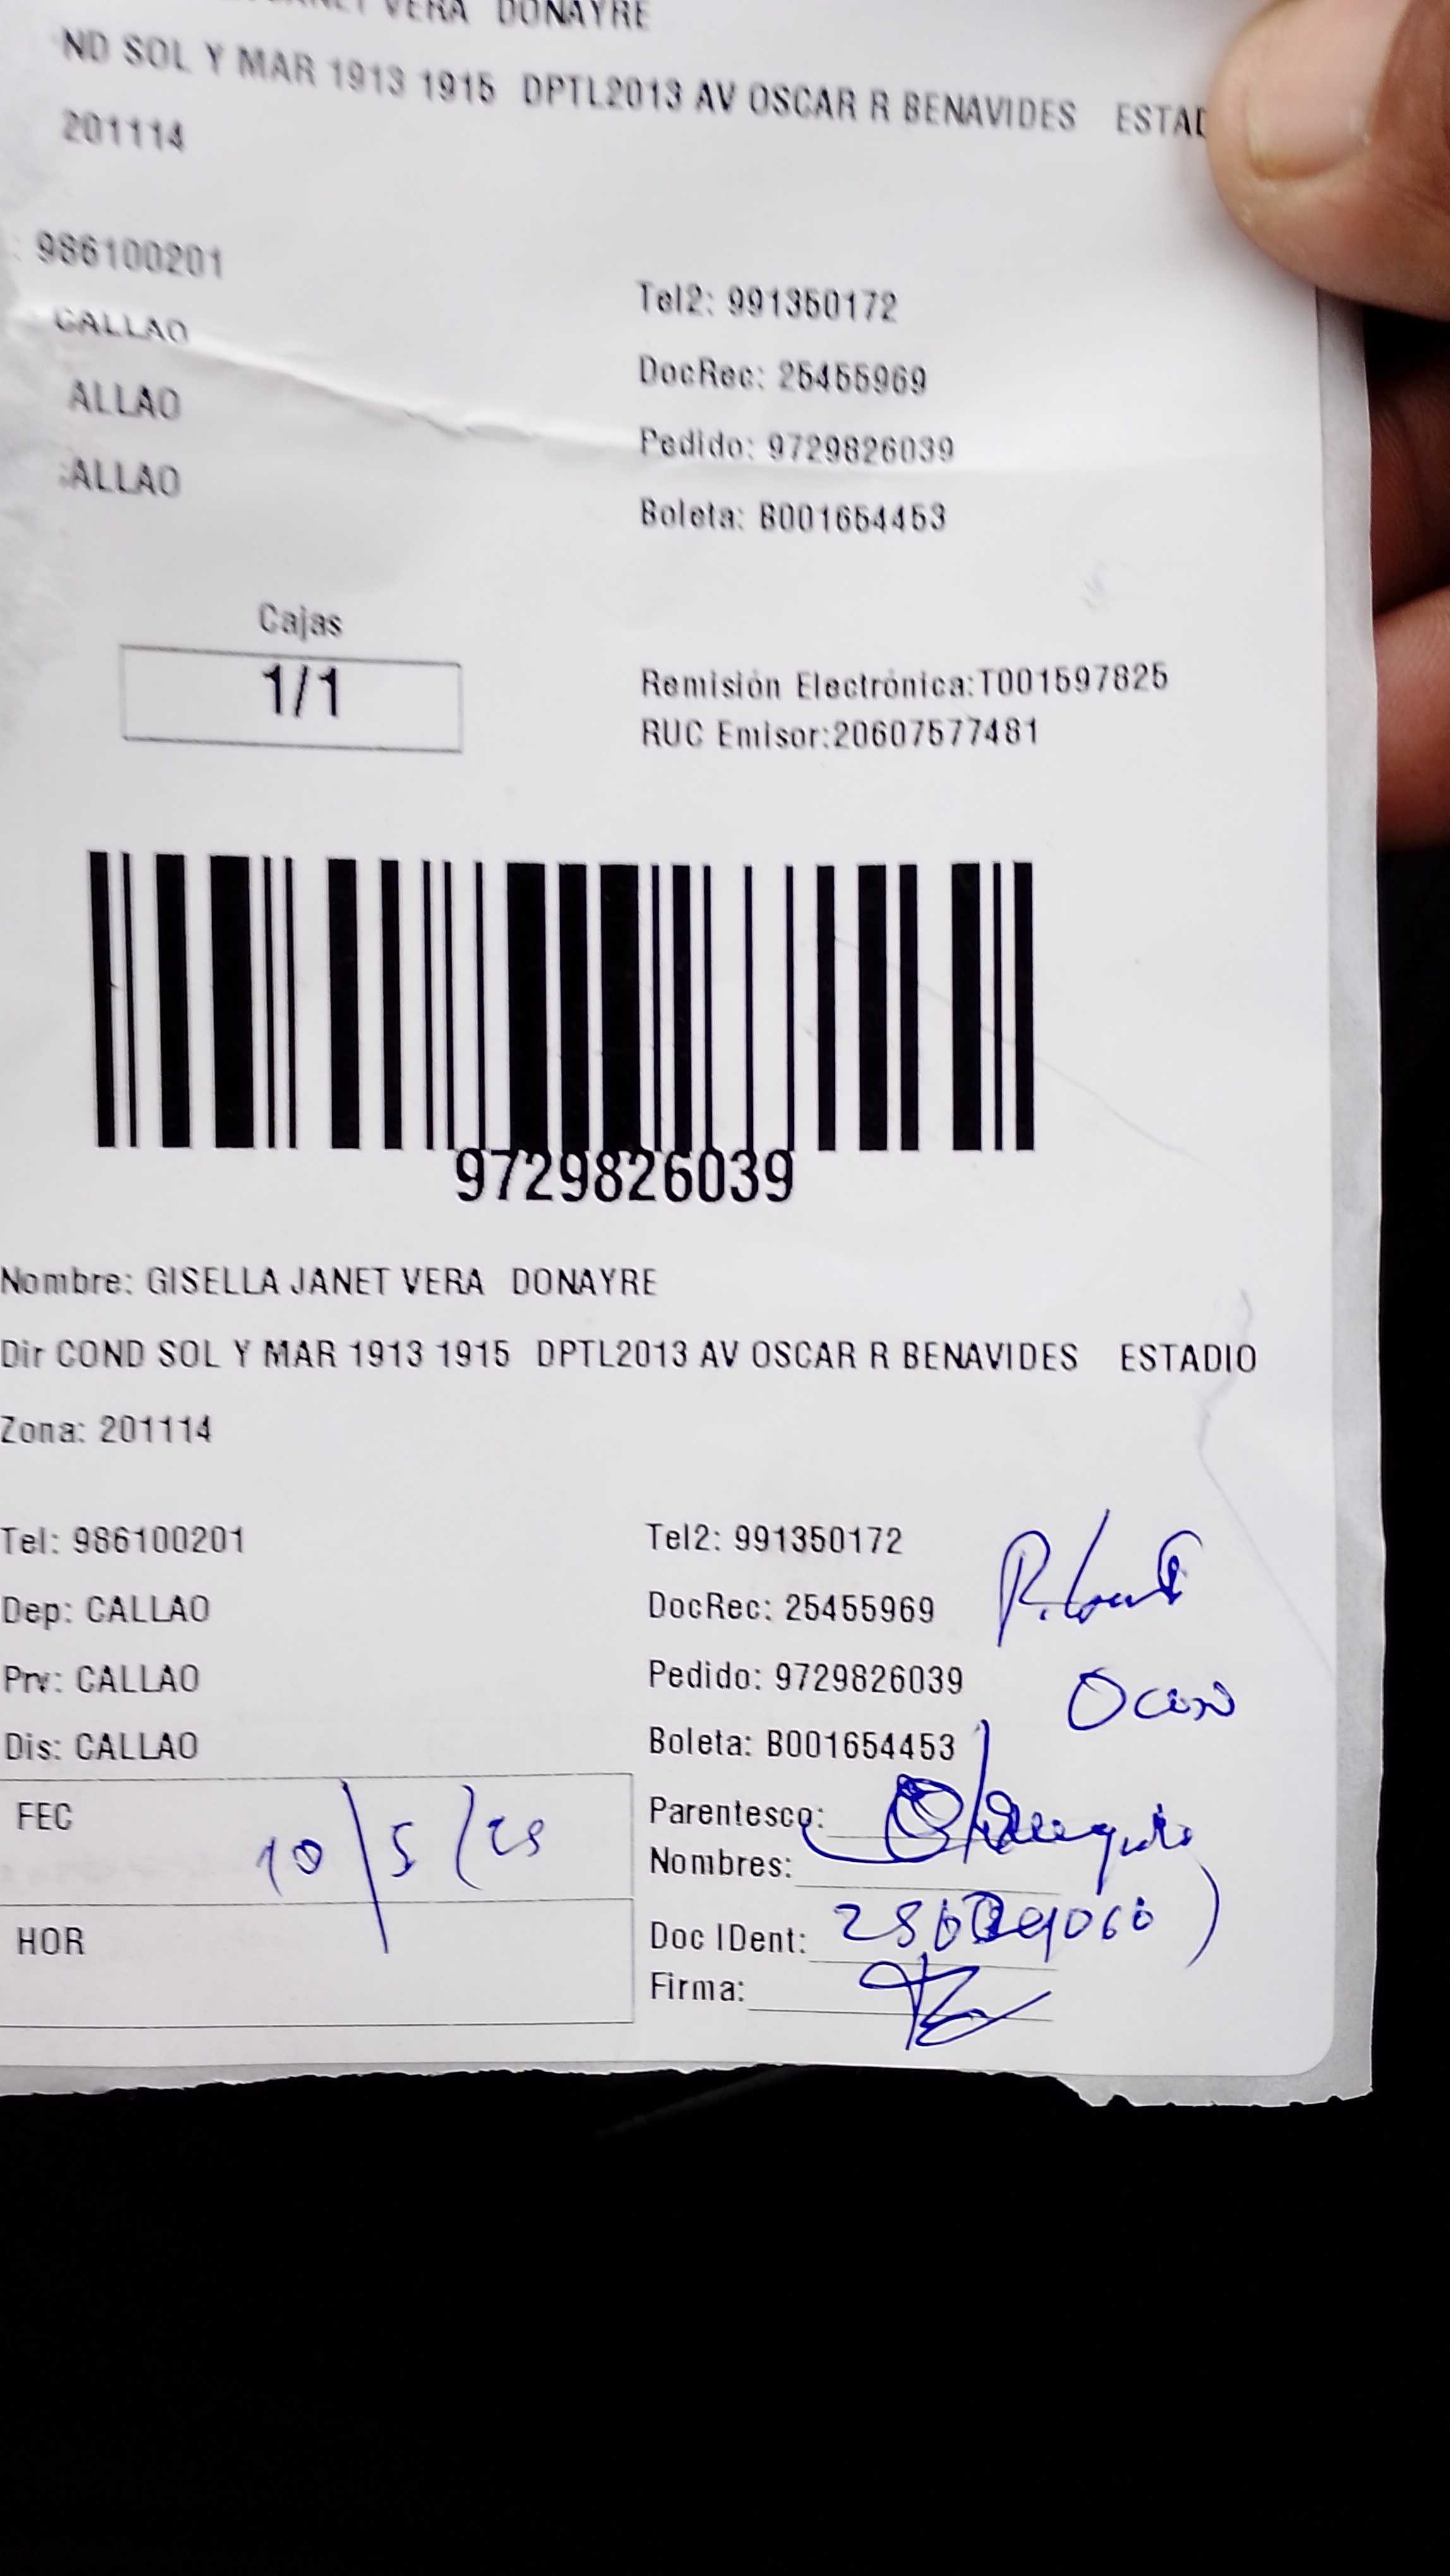 VERA DONAYRE
ND SOL Y MAR 1913 1915 DPTL2013 AV OSCAR R BENAVIDES ESTAD
201114
: 986100201
CALLAO
Tel2: 991350172
ALLAO
DocRec: 25455969
ALLAO
Pedido: 9729826039
Boleta: B001654453
Cajas
1/1
Remisión Electrónica:T001597825
RUC Emisor:20607577481
9729826039
Nombre: GISELLA JANET VERA DONAYRE
Dir COND SOL Y MAR 1913 1915 DPTL2013 AV OSCAR R BENAVIDES ESTADIO
Zona: 201114
Tel: 986100201
Tel2: 991350172
Dep: CALLAO
DocRec: 25455969
Prv: CALLAO
Pedido: 9729826039
Dis: CALLAO
Boleta: B001654453
FEC 10/5/25
Parentesco:
Nombres:
HOR
Doc IDent:
Firma: